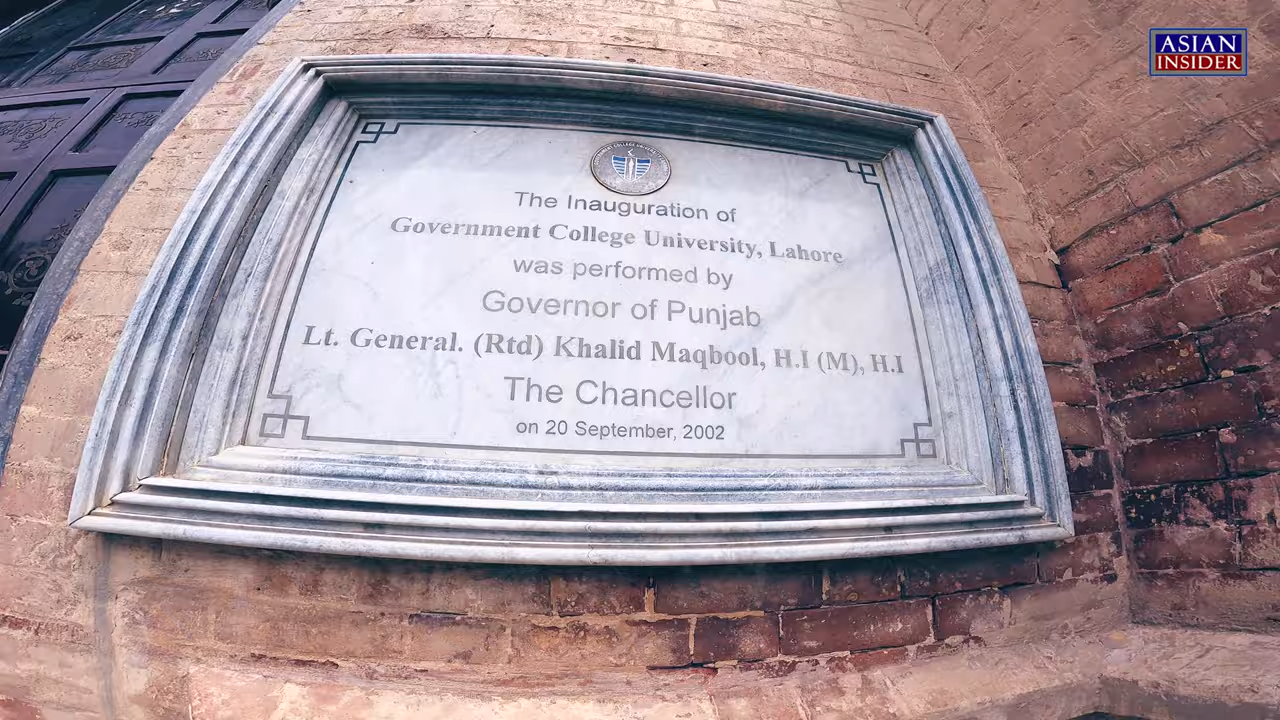 ASIAN
INSIDER
The Inauguration of
Government College University, Lahore
was performed by
Governor of Punjab
Lt. General. (Rtd) Khalid Maqbool, H.I (M), H.I
The Chancellor
on 20 September, 2002